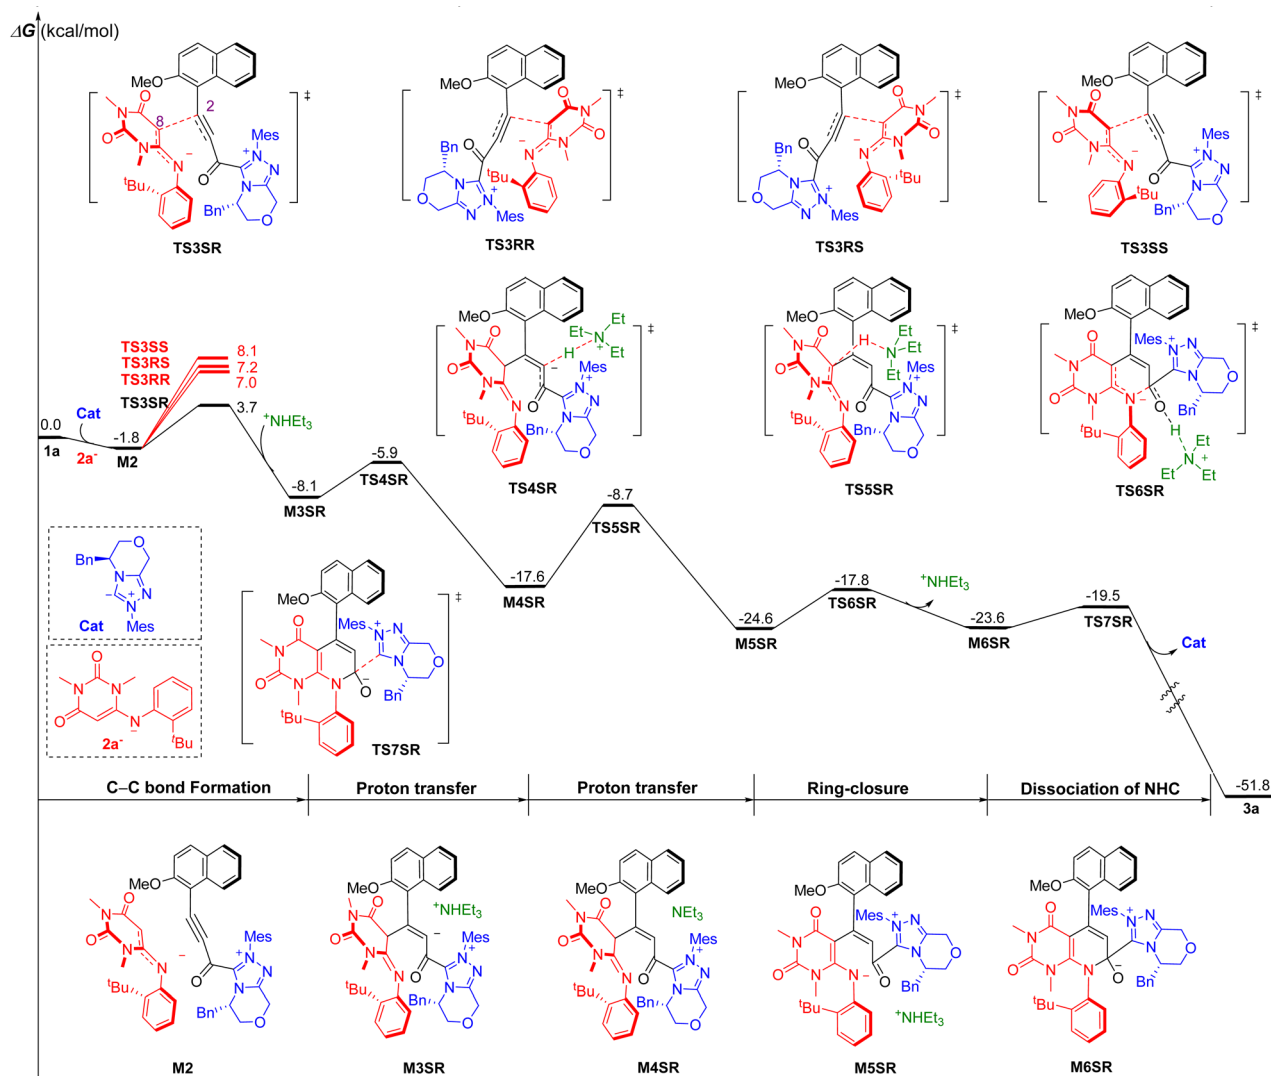 ΔG (kcal/mol)
MeO
2
O
N
8
O
N
N
O
Mes
N
+
N
N
tBu
Bn
O
‡
TS3SR
MeO
O
N
O
N
N
Bn
O
N
O
N
N
+
Mes
tBu
‡
TS3RR
MeO
O
N
O
N
N
Bn
O
N
O
N
N
+
Mes
tBu
‡
TS3RS
MeO
O
N
O
N
N
O
Mes
N
+
N
N
tBu
Bn
O
‡
TS3SS
MeO
Et
Et
N
+
H
Et
O
N
O
N
N
O
Mes
N
+
N
N
tBu
Bn
O
‡
TS4SR
MeO
H
Et
N
Et
Et
O
N
O
N
N
O
Mes
N
+
N
N
tBu
Bn
O
‡
TS5SR
MeO
Mes
N
+
N
N
O
Bn
O
N
O
N
N
O
H
tBu
Et
N
+
Et
Et
‡
TS6SR
TS3SS 8.1
TS3RS 7.2
TS3RR 7.0
TS3SR 3.7
0.0
1a
Cat
2a-
-1.8
M2
+NHEt3
-8.1
M3SR
-5.9
TS4SR
-17.6
M4SR
-8.7
TS5SR
-24.6
M5SR
-17.8
TS6SR
+NHEt3
-23.6
M6SR
-19.5
TS7SR
Cat
-51.8
3a
O
Bn
N
N
+
N
Mes
Cat
O
N
N
O
N
tBu
2a-
MeO
Mes
N
+
N
N
O
Bn
O
N
O
N
N
O
tBu
‡
TS7SR
C–C bond Formation
Proton transfer
Proton transfer
Ring-closure
Dissociation of NHC
MeO
O
N
O
N
N
O
Mes
N
+
N
N
tBu
Bn
O
M2
MeO
+NHEt3
O
N
O
N
N
O
Mes
N
+
N
N
tBu
Bn
O
M3SR
MeO
NEt3
O
N
O
N
N
O
Mes
N
+
N
N
tBu
Bn
O
M4SR
MeO
Mes
N
+
N
N
O
Bn
O
N
O
N
N
O
tBu
+NHEt3
M5SR
MeO
Mes
N
+
N
N
O
Bn
O
N
O
N
N
O
tBu
M6SR